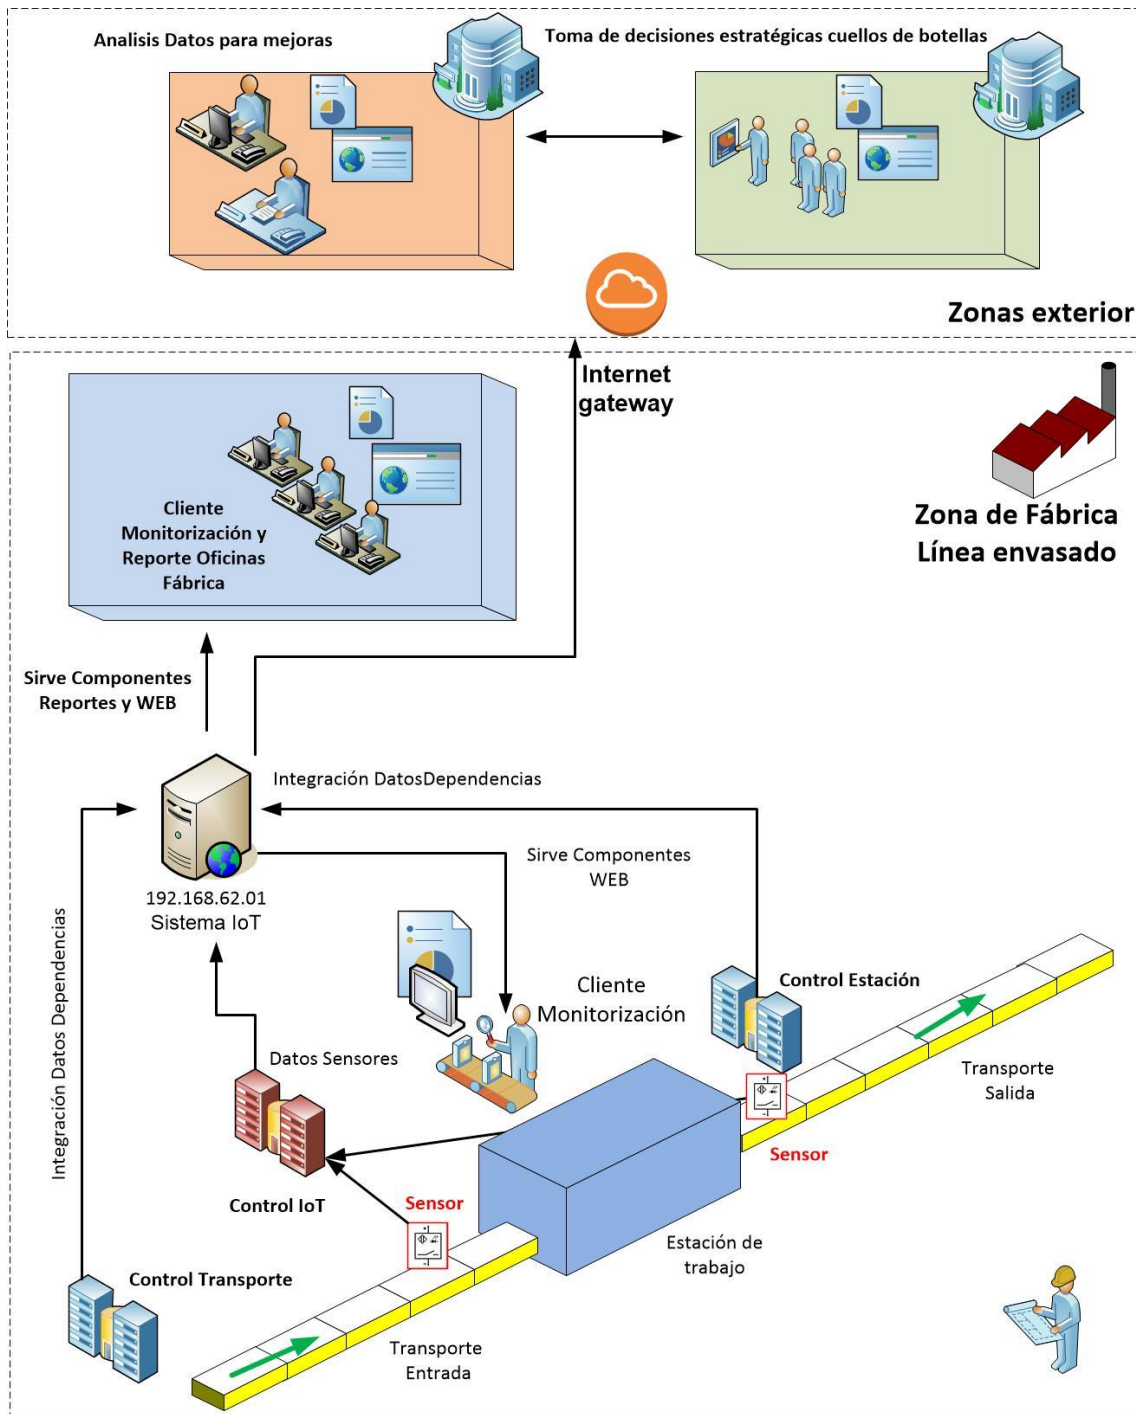 Analisis Datos para mejoras
Toma de decisiones estratégicas cuellos de botellas
Zonas exterior
Internet
gateway
Zona de Fábrica
Línea envasado
Cliente
Monitorización y
Reporte Oficinas
Fábrica
Sirve Componentes
Reportes y WEB
Integración DatosDependencias
Sirve Componentes
WEB
192.168.62.01
Sistema IoT
Integración Datos Dependencias
Cliente
Monitorización
Control Estación
Datos Sensores
Transporte
Salida
Sensor
Control IoT
Sensor
Estación de
trabajo
Control Transporte
Transporte
Entrada